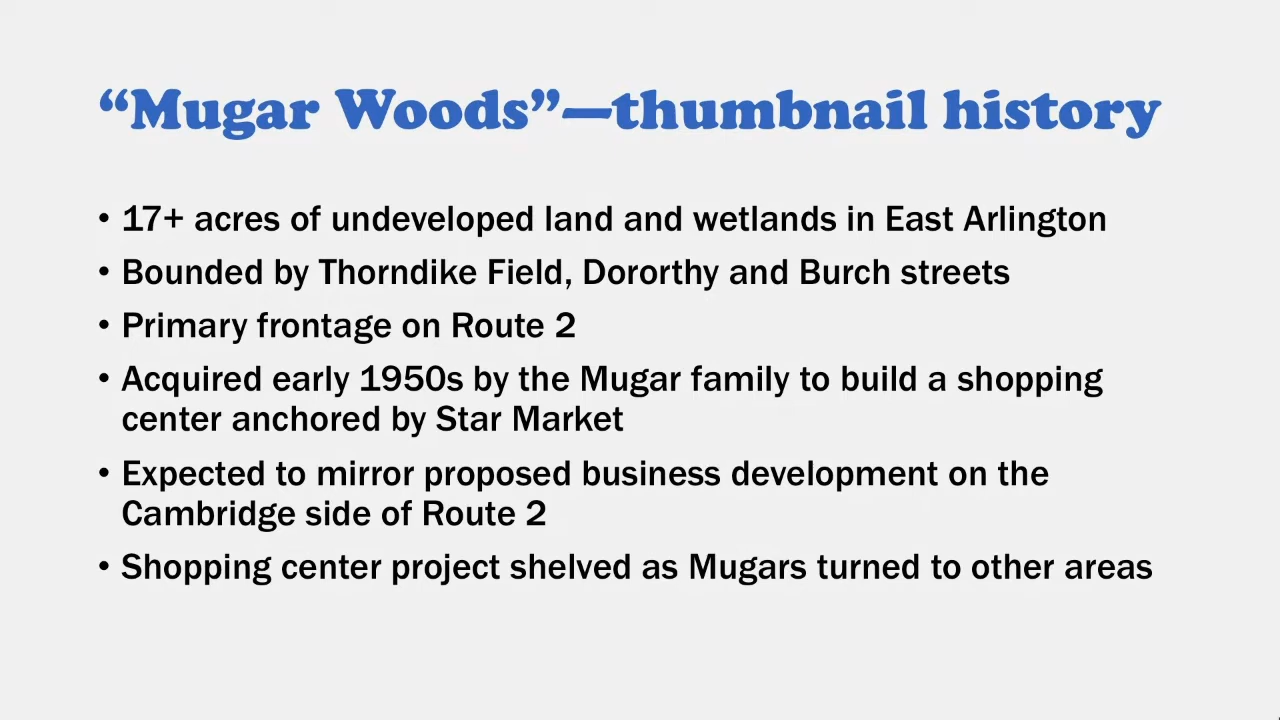 “Mugar Woods”—thumbnail history
• 17+ acres of undeveloped land and wetlands in East Arlington
• Bounded by Thorndike Field, Dororthy and Burch streets
• Primary frontage on Route 2
• Acquired early 1950s by the Mugar family to build a shopping
center anchored by Star Market
• Expected to mirror proposed business development on the
Cambridge side of Route 2
• Shopping center project shelved as Mugars turned to other areas